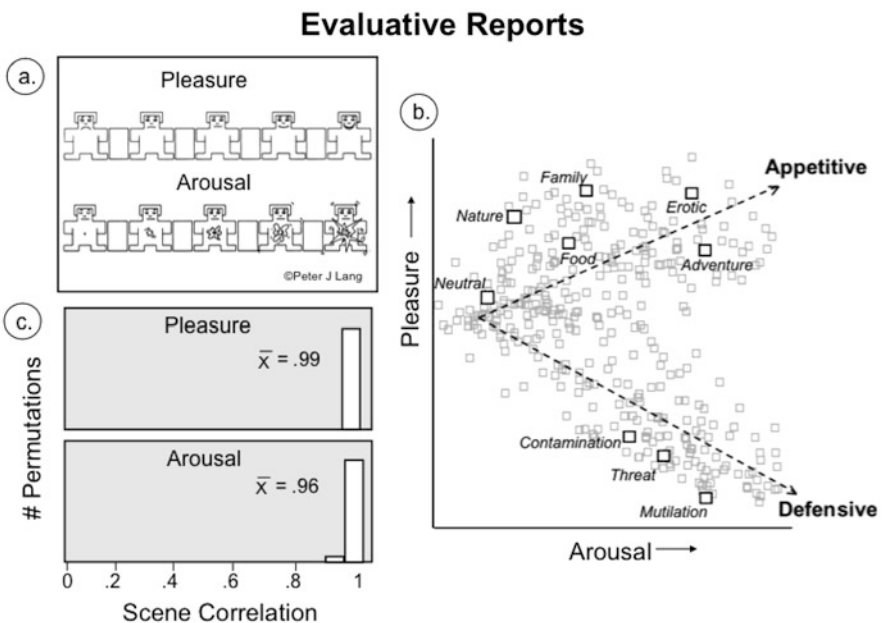 Evaluative Reports
a.
Pleasure
Arousal
©Peter J Lang
b.
Pleasure
Arousal
Appetitive
Defensive
Family
Nature
Food
Erotic
Adventure
Neutral
Contamination
Threat
Mutilation
c.
# Permutations
Pleasure
x̄ = .99
Arousal
x̄ = .96
0 .2 .4 .6 .8 1
Scene Correlation